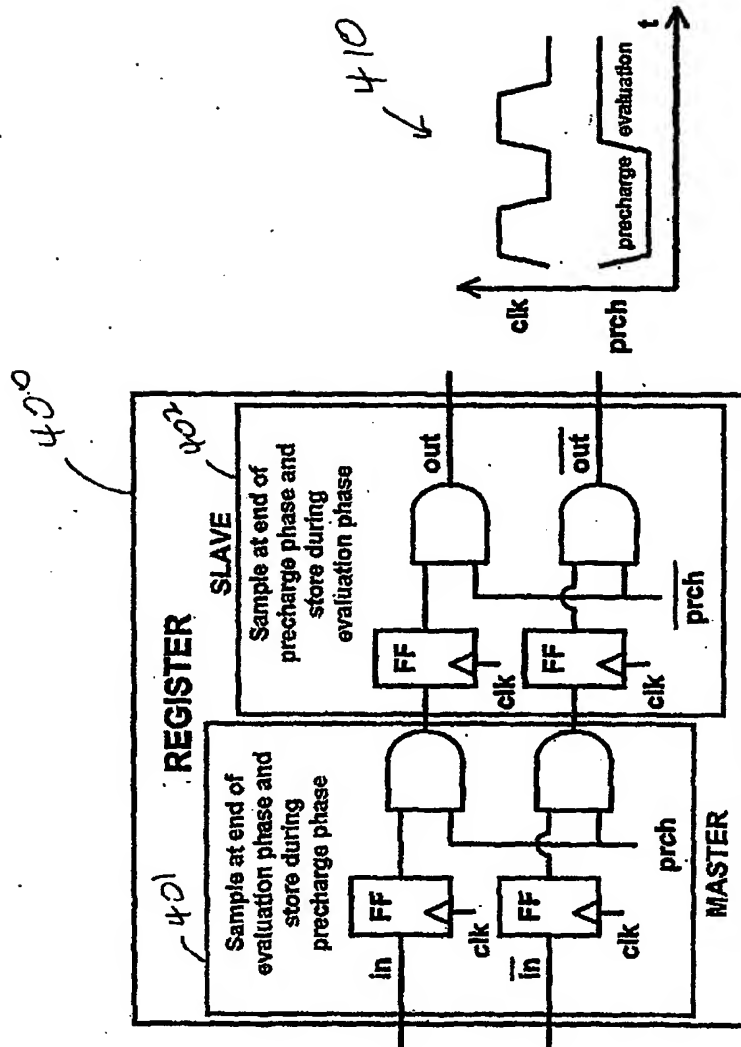 400
REGISTER
401
Sample at end of
evaluation phase and
store during
precharge phase
in
FF
clk
in
FF
clk
prch
MASTER
SLAVE
402
Sample at end of
precharge phase and
store during
evaluation phase
FF
clk
out
FF
clk
out
prch
410
clk
prch
precharge
evaluation
t